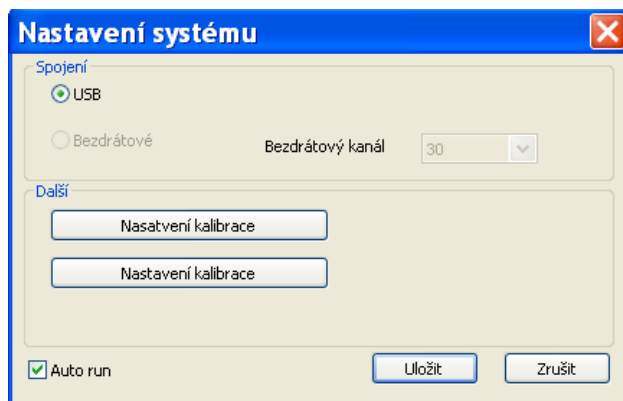 Nastavení systému
Spojení
USB
Bezdrátové
Bezdrátový kanál
30
Další
Nasatvení kalibrace
Nastavení kalibrace
Auto run
Uložit
Zrušit